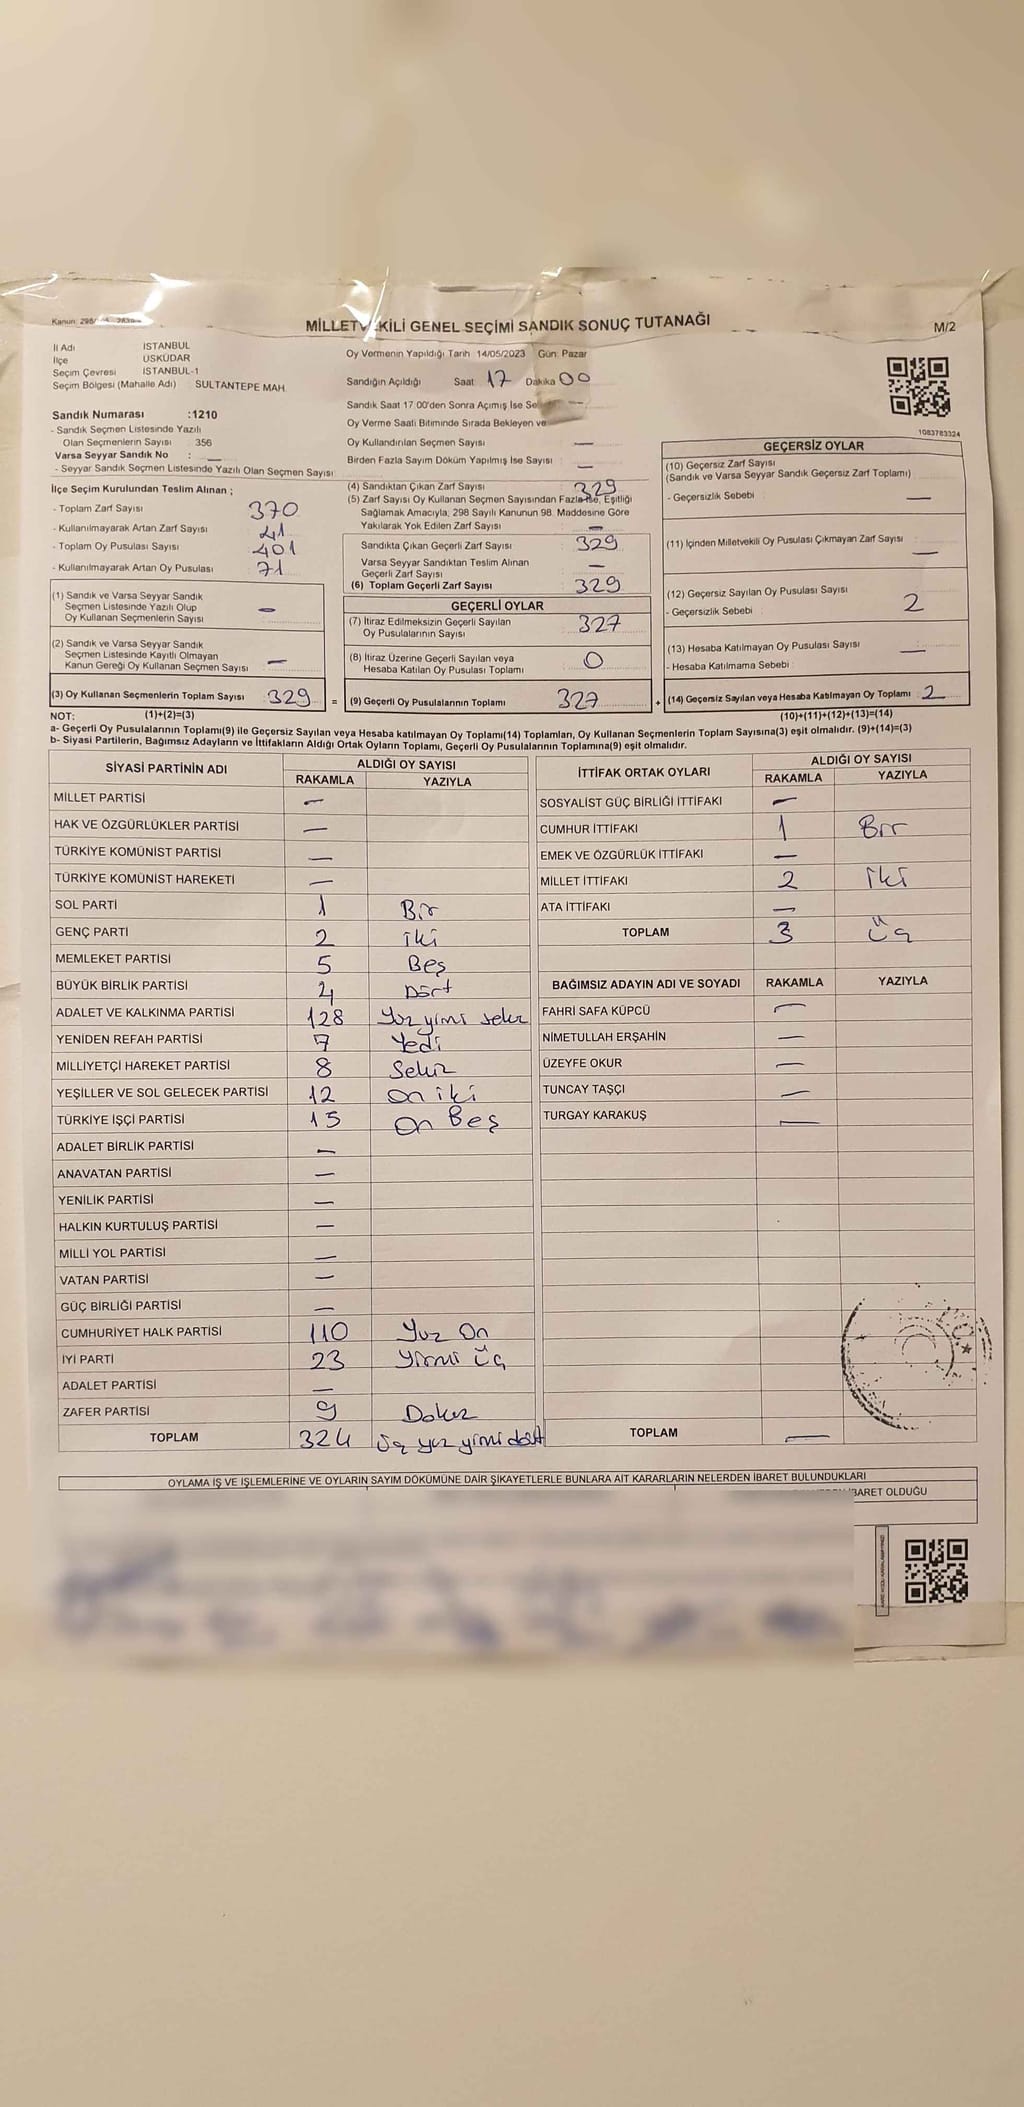 Kanun: 298/
MİLLETVEKİLİ GENEL SEÇİMİ SANDIK SONUÇ TUTANAĞI
M/2
İl Adı İSTANBUL
İlçe ÜSKÜDAR
Seçim Çevresi İSTANBUL-1
Seçim Bölgesi (Mahalle Adı) SULTANTEPE MAH.
Sandık Numarası :1210
- Sandık Seçmen Listesinde Yazılı
Olan Seçmenlerin Sayısı 356
Varsa Seyyar Sandık No : —
- Seyyar Sandık Seçmen Listesinde Yazılı Olan Seçmen Sayısı
İlçe Seçim Kurulundan Teslim Alınan ;
- Toplam Zarf Sayısı 370
- Kullanılmayarak Artan Zarf Sayısı 41
- Toplam Oy Pusulası Sayısı 401
- Kullanılmayarak Artan Oy Pusulası 71
(1) Sandık ve Varsa Seyyar Sandık
Seçmen Listesinde Yazılı Olup
Oy Kullanan Seçmenlerin Sayısı —
(2) Sandık ve Varsa Seyyar Sandık
Seçmen Listesinde Kayıtlı Olmayan
Kanun Gereği Oy Kullanan Seçmen Sayısı —
(3) Oy Kullanan Seçmenlerin Toplam Sayısı 329 =
Oy Vermenin Yapıldığı Tarih 14/05/2023 Gün: Pazar
Sandığın Açıldığı Saat 17 Dakika 00
Sandık Saat 17:00'den Sonra Açılmış İse —
Oy Verme Saati Bitiminde Sırada Bekleyen ve
Oy Kullandırılan Seçmen Sayısı —
Birden Fazla Sayım Döküm Yapılmış İse Sayısı : —
(4) Sandıktan Çıkan Zarf Sayısı : 329
(5) Zarf Sayısı Oy Kullanan Seçmen Sayısından Fazla İse, Eşitliği
Sağlamak Amacıyla, 298 Sayılı Kanunun 98. Maddesine Göre
Yakılarak Yok Edilen Zarf Sayısı —
Sandıkta Çıkan Geçerli Zarf Sayısı 329
Varsa Seyyar Sandıktan Teslim Alınan
Geçerli Zarf Sayısı —
(6) Toplam Geçerli Zarf Sayısı 329
GEÇERLİ OYLAR
(7) İtiraz Edilmeksizin Geçerli Sayılan
Oy Pusulalarının Sayısı 327
(8) İtiraz Üzerine Geçerli Sayılan veya
Hesaba Katılan Oy Pusulası Toplamı 0
(9) Geçerli Oy Pusulalarının Toplamı 327 +
1083783324
GEÇERSİZ OYLAR
(10) Geçersiz Zarf Sayısı
(Sandık ve Varsa Seyyar Sandık Geçersiz Zarf Toplamı)
- Geçersizlik Sebebi : —
(11) İçinden Milletvekili Oy Pusulası Çıkmayan Zarf Sayısı —
(12) Geçersiz Sayılan Oy Pusulası Sayısı
- Geçersizlik Sebebi : 2
(13) Hesaba Katılmayan Oy Pusulası Sayısı —
- Hesaba Katılmama Sebebi :
(14) Geçersiz Sayılan veya Hesaba Katılmayan Oy Toplamı 2
NOT: (1)+(2)=(3)
(10)+(11)+(12)+(13)=(14)
a- Geçerli Oy Pusulalarının Toplamı(9) ile Geçersiz Sayılan veya Hesaba katılmayan Oy Toplamı(14) Toplamları, Oy Kullanan Seçmenlerin Toplam Sayısına(3) eşit olmalıdır. (9)+(14)=(3)
b- Siyasi Partilerin, Bağımsız Adayların ve İttifakların Aldığı Ortak Oyların Toplamı, Geçerli Oy Pusulalarının Toplamına(9) eşit olmalıdır.
SİYASİ PARTİNİN ADI ALDIĞI OY SAYISI
RAKAMLA YAZIYLA
MİLLET PARTİSİ —
HAK VE ÖZGÜRLÜKLER PARTİSİ —
TÜRKİYE KOMÜNİST PARTİSİ —
TÜRKİYE KOMÜNİST HAREKETİ —
SOL PARTİ 1 Bir
GENÇ PARTİ 2 iki
MEMLEKET PARTİSİ 5 Beş
BÜYÜK BİRLİK PARTİSİ 4 Dört
ADALET VE KALKINMA PARTİSİ 128 Yüz yimi sekiz
YENİDEN REFAH PARTİSİ 7 Yedi
MİLLİYETÇİ HAREKET PARTİSİ 8 Sekiz
YEŞİLLER VE SOL GELECEK PARTİSİ 12 on iki
TÜRKİYE İŞÇİ PARTİSİ 15 on Beş
ADALET BİRLİK PARTİSİ —
ANAVATAN PARTİSİ —
YENİLİK PARTİSİ —
HALKIN KURTULUŞ PARTİSİ —
MİLLİ YOL PARTİSİ —
VATAN PARTİSİ —
GÜÇ BİRLİĞİ PARTİSİ —
CUMHURİYET HALK PARTİSİ 110 Yuz On
İYİ PARTİ 23 Yirmi üç
ADALET PARTİSİ —
ZAFER PARTİSİ 9 Dokuz
TOPLAM 324 üç yuz yimi dört
İTTİFAK ORTAK OYLARI ALDIĞI OY SAYISI
RAKAMLA YAZIYLA
SOSYALİST GÜÇ BİRLİĞİ İTTİFAKI —
CUMHUR İTTİFAKI 1 Bir
EMEK VE ÖZGÜRLÜK İTTİFAKI —
MİLLET İTTİFAKI 2 iki
ATA İTTİFAKI —
TOPLAM 3 üç
BAĞIMSIZ ADAYIN ADI VE SOYADI RAKAMLA YAZIYLA
FAHRİ SAFA KÜPCÜ —
NİMETULLAH ERŞAHİN —
ÜZEYFE OKUR —
TUNCAY TAŞÇI —
TURGAY KARAKUŞ —
TOPLAM —
OYLAMA İŞ VE İŞLEMLERİNE VE OYLARIN SAYIM DÖKÜMÜNE DAİR ŞİKAYETLERLE BUNLARA AİT KARARLARIN NELERDEN İBARET BULUNDUKLARI
İBARET OLDUĞU